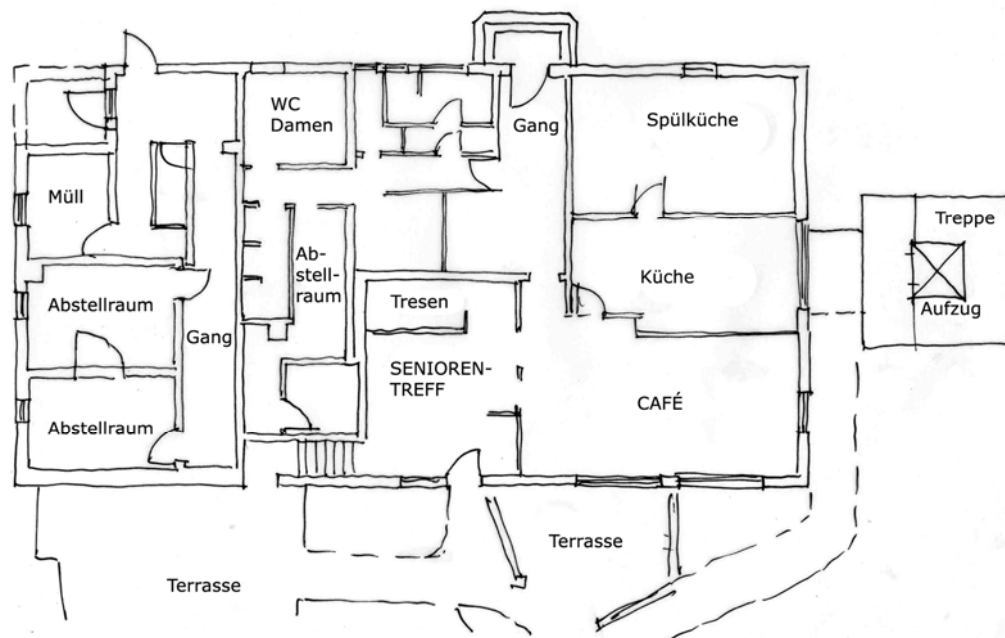 WC
Damen
Gang
Spülküche
Müll
Treppe
Ab-
stell-
raum
Küche
Abstellraum
Tresen
Aufzug
Gang
SENIOREN-
TREFF
CAFÉ
Abstellraum
Terrasse
Terrasse